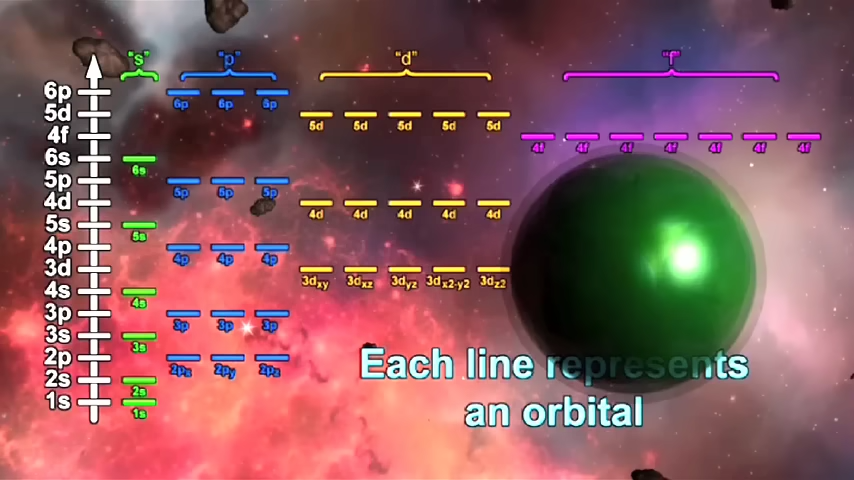 "s" "p" "d" "f"
6p
6p 6p 6p
5d
5d 5d 5d 5d 5d
4f
4f 4f 4f 4f 4f 4f 4f
6s
6s
5p
5p 5p 5p
4d
4d 4d 4d 4d 4d
5s
5s
4p
4p 4p 4p
3d
3dxy 3dxz 3dyz 3dx2-y2 3dz2
4s
4s
3p
3p 3p 3p
3s
3s
2p
2px 2py 2pz
2s
2s
1s
1s
Each line represents
an orbital